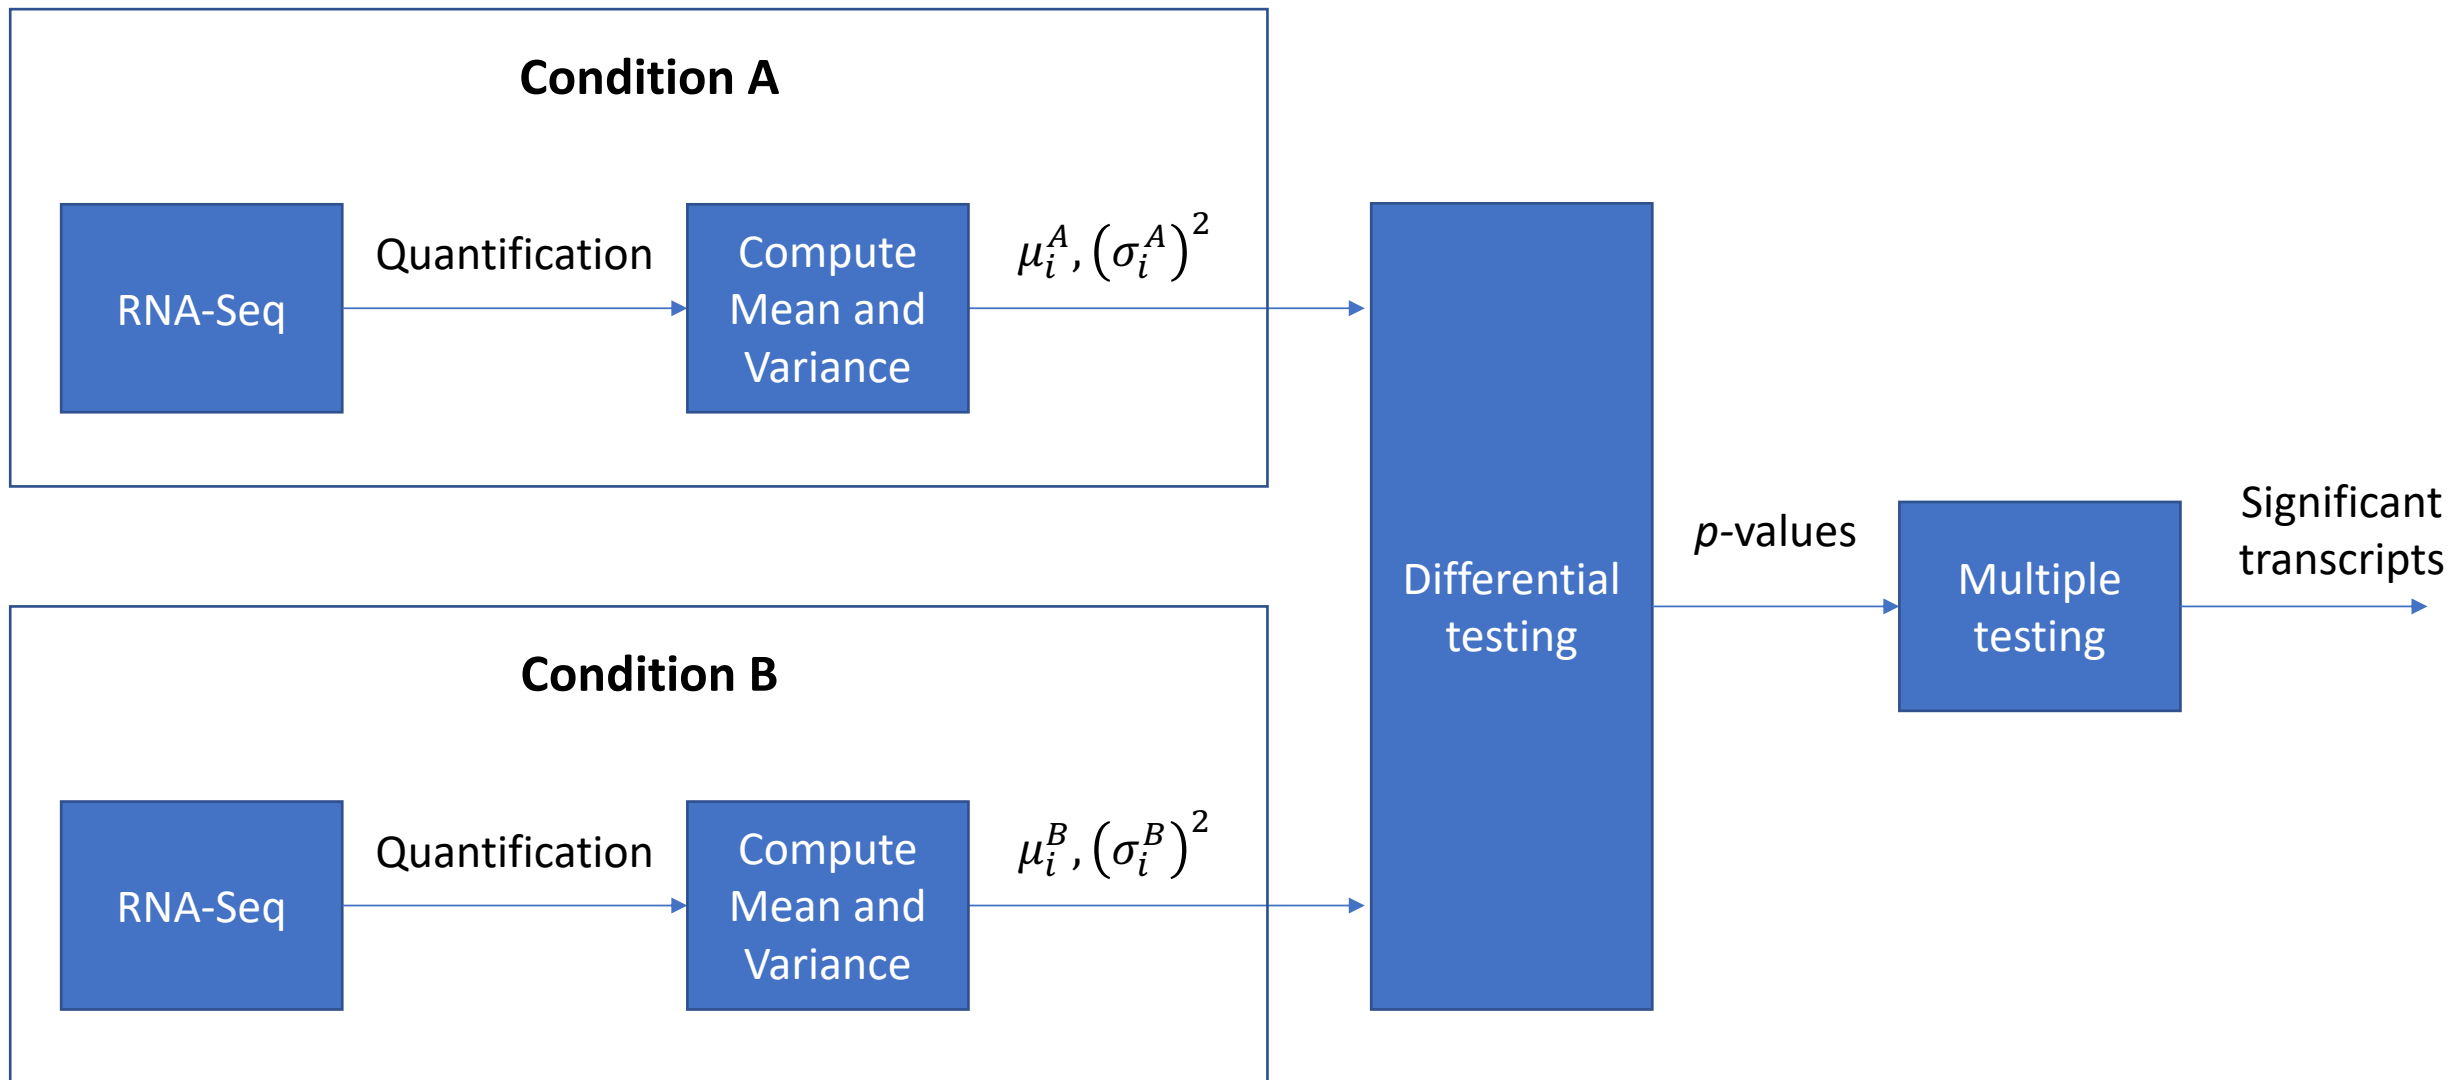 Condition A
RNA-Seq
Quantification
Compute
Mean and
Variance
μ_i^A, (σ_i^A)^2
Condition B
RNA-Seq
Quantification
Compute
Mean and
Variance
μ_i^B, (σ_i^B)^2
Differential
testing
p-values
Multiple
testing
Significant
transcripts